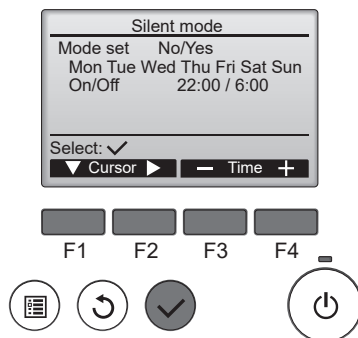 Silent mode
Mode set No/Yes
Mon Tue Wed Thu Fri Sat Sun
On/Off 22:00 / 6:00
Select: ✓
▼ Cursor ▶ — Time +
F1 F2 F3 F4